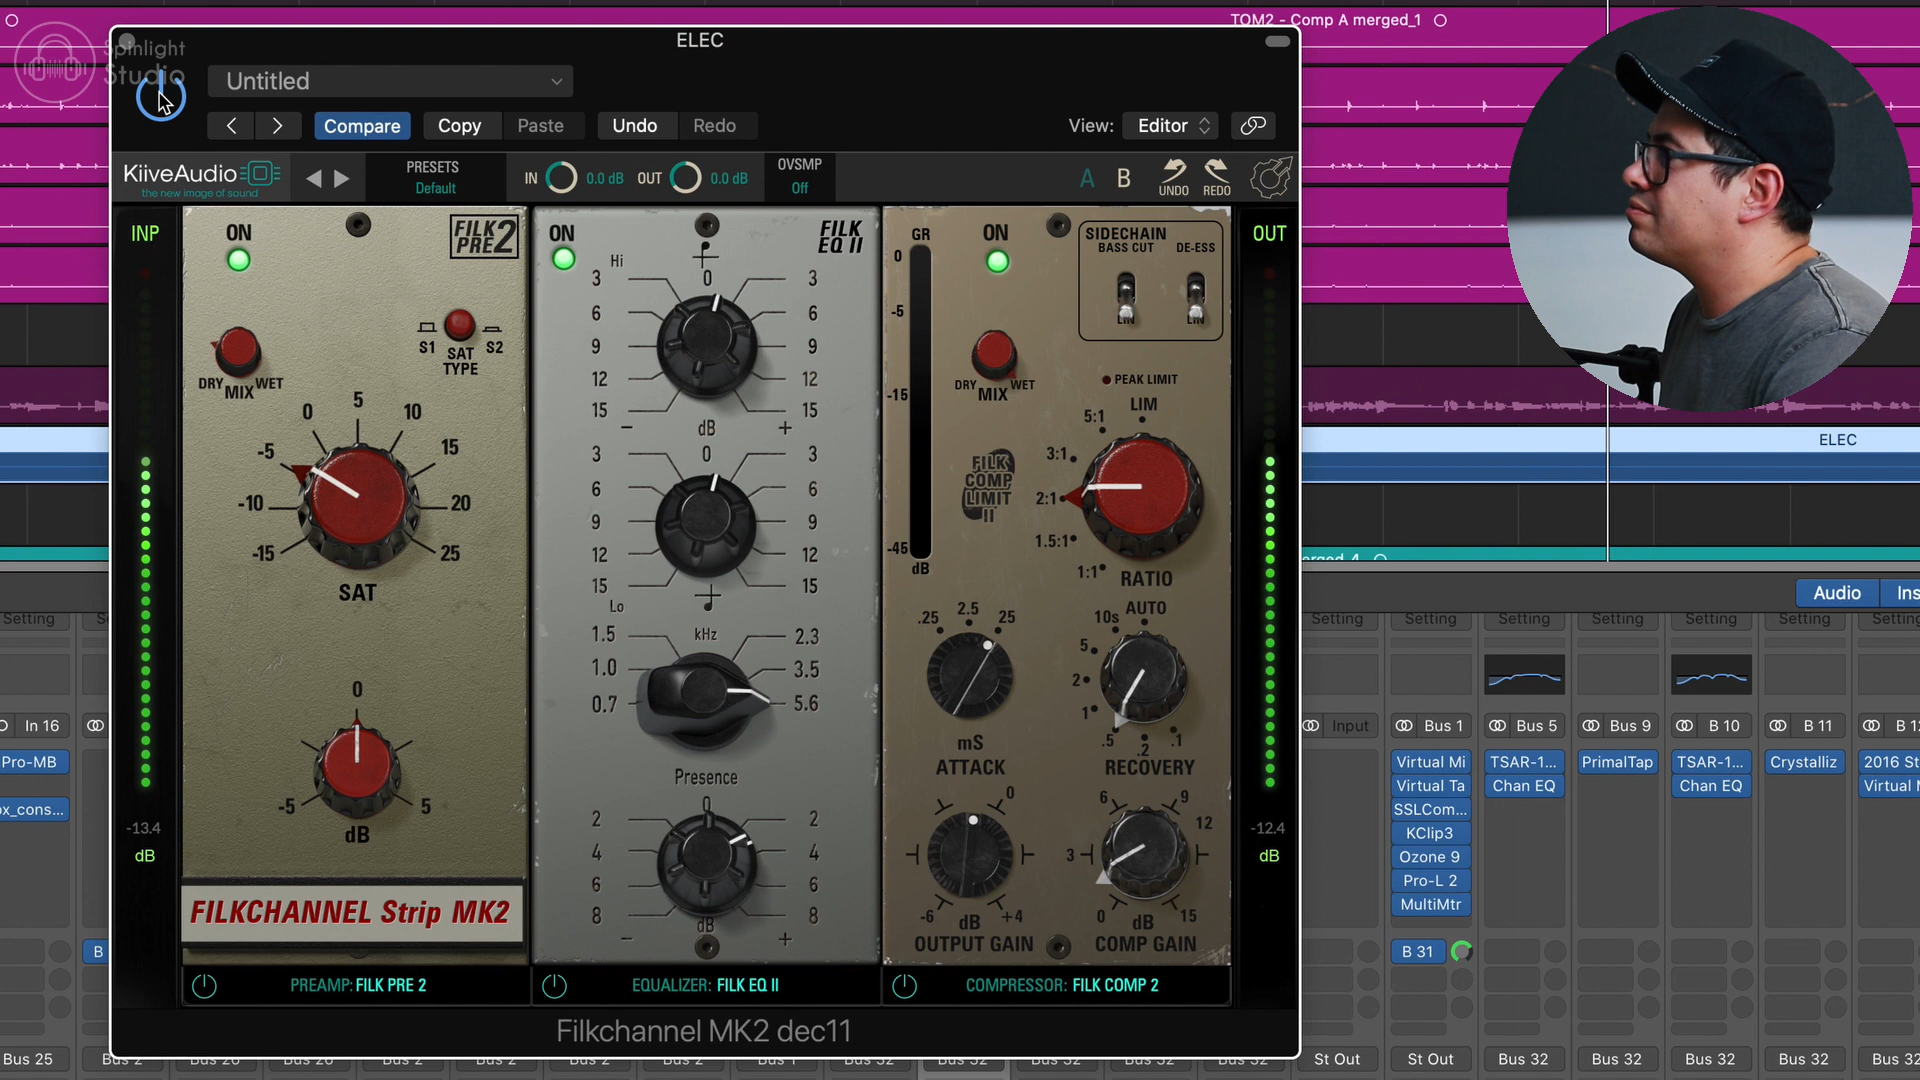 TOM2 - Comp A merged_1
ELEC
Spinlight
Studio
Untitled
Compare
Copy
Paste
Undo
Redo
View:
Editor
KiiveAudio
the new image of sound
PRESETS
Default
IN
0.0 dB
OUT
0.0 dB
OVSMP
Off
A
B
UNDO
REDO
INP
ON
FILK
PRE2
S1
SAT
TYPE
S2
DRY
MIX
WET
-15
-10
-5
0
5
10
15
20
25
SAT
0
-5
5
dB
FILKCHANNEL Strip MK2
-13.4
dB
ON
FILK
EQ II
Hi
0
3
3
6
6
9
9
12
12
15
15
-
dB
+
0
3
3
6
6
9
9
12
12
15
15
Lo
kHz
1.5
2.3
1.0
3.5
0.7
5.6
Presence
0
2
2
4
4
6
6
8
8
-
dB
+
GR
0
-5
-15
-45
dB
ON
SIDECHAIN
BASS CUT
DE-ESS
LIN
LIN
DRY
MIX
WET
PEAK LIMIT
FILK
COMP
LIMIT
II
LIM
5:1
3:1
2:1
1.5:1
1:1
RATIO
.25
2.5
25
mS
ATTACK
AUTO
10s
5
2
1
.5
.2
.1
RECOVERY
0
-6
dB
+4
OUTPUT GAIN
6
9
3
12
0
dB
15
COMP GAIN
OUT
-12.4
dB
PREAMP: FILK PRE 2
EQUALIZER: FILK EQ II
COMPRESSOR: FILK COMP 2
Filkchannel MK2 dec11
ELEC
Audio
Ins
Setting
Setting
Setting
Setting
Setting
Setting
Setting
In 16
Pro-MB
ox_cons...
B
Bus 25
Input
Bus 1
Bus 5
Bus 9
B 10
B 11
B 12
Virtual Mi
TSAR-1...
PrimalTap
TSAR-1...
Crystalliz
2016 St
Virtual Ta
Chan EQ
Chan EQ
Virtual M
SSLCom...
KClip3
Ozone 9
Pro-L 2
MultiMtr
B 31
St Out
St Out
Bus 32
Bus 32
Bus 32
Bus 32
Bus 32